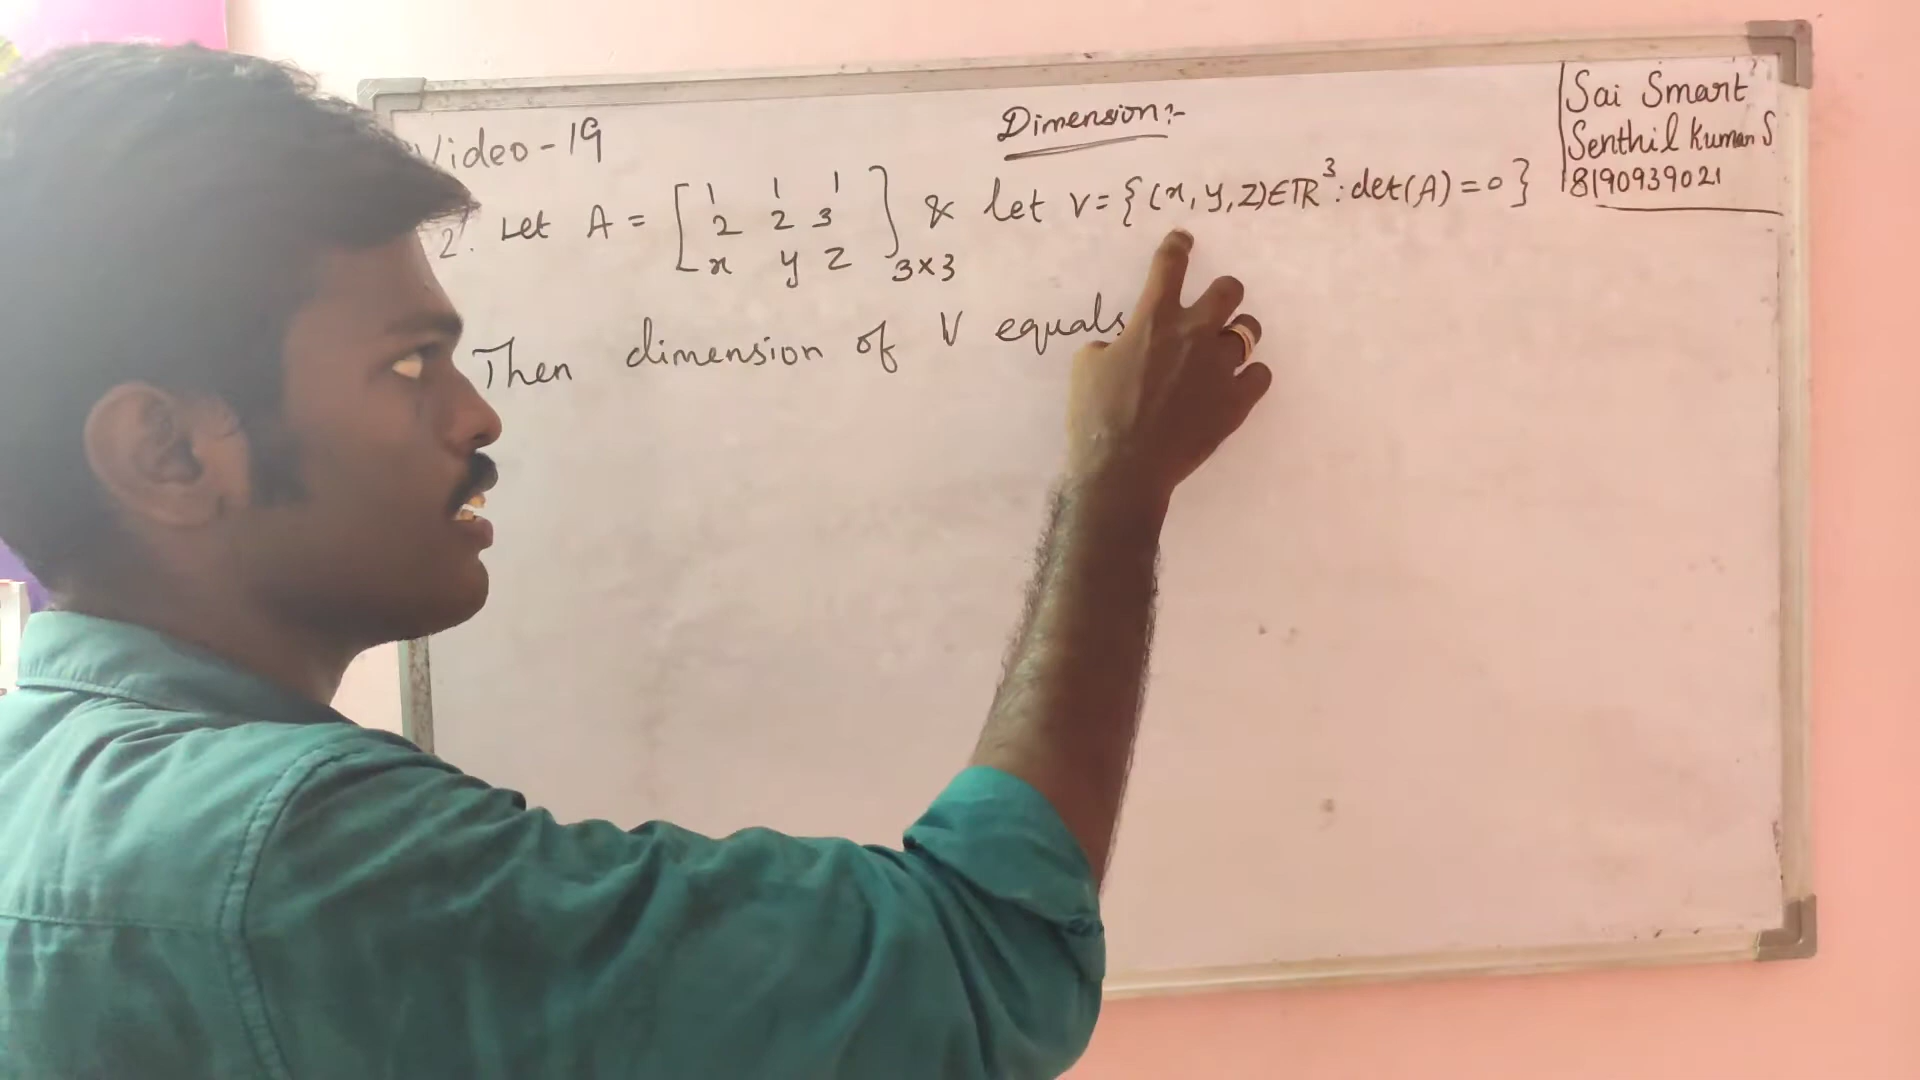 Video-19
Dimension:-
Sai Smart
Senthil Kumar S
8190939021
2. Let A = [ 1 1 1 & let V = {(x, y, z) ∈ ℝ³ : det(A) = 0}
2 2 3
x y z ] 3×3
Then dimension of V equals